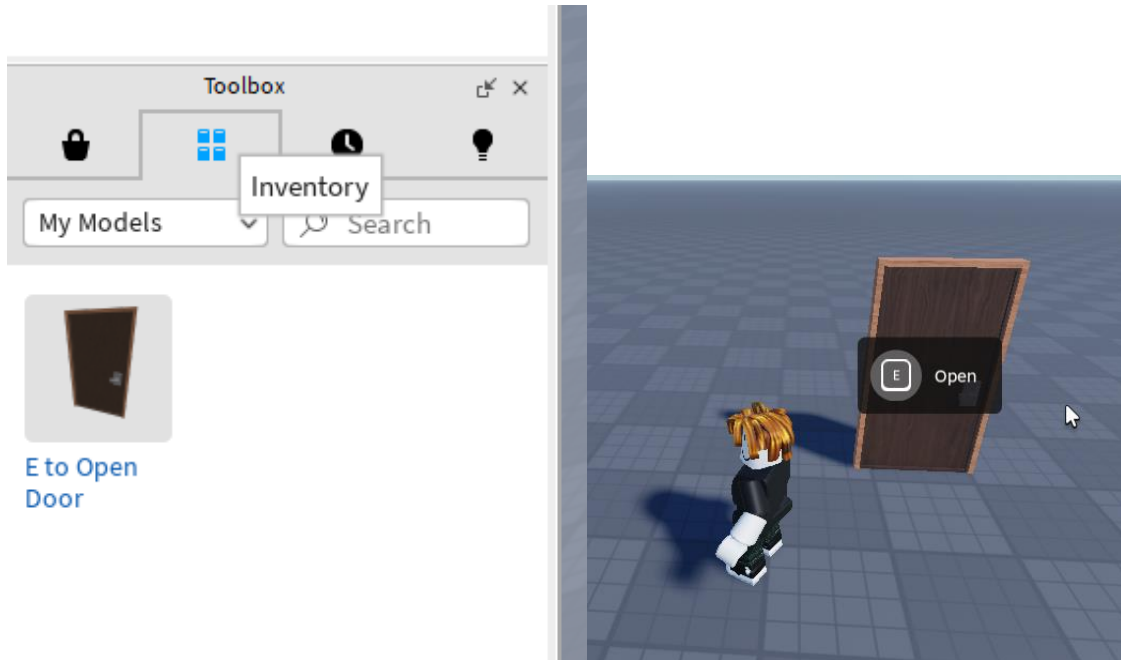 Toolbox
Inventory
My Models
Search
E to Open
Door
E
Open